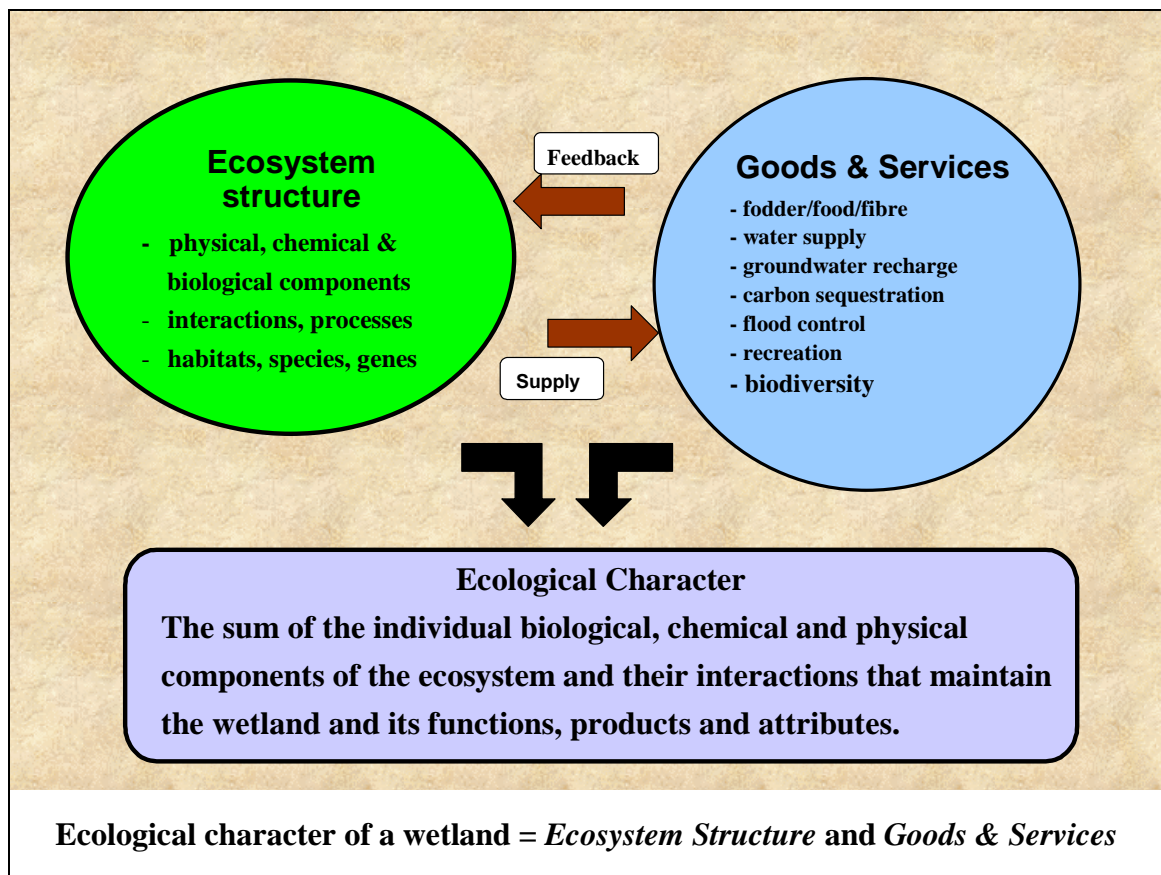 Ecosystem
structure
- physical, chemical &
biological components
- interactions, processes
- habitats, species, genes
Feedback
Supply
Goods & Services
- fodder/food/fibre
- water supply
- groundwater recharge
- carbon sequestration
- flood control
- recreation
- biodiversity
Ecological Character
The sum of the individual biological, chemical and physical
components of the ecosystem and their interactions that maintain
the wetland and its functions, products and attributes.
Ecological character of a wetland = Ecosystem Structure and Goods & Services